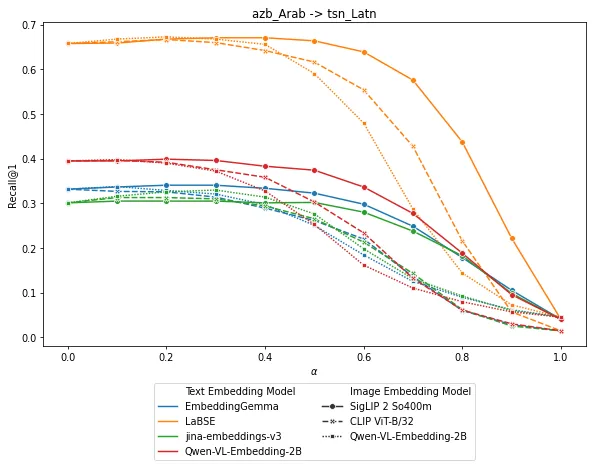 azb_Arab -> tsn_Latn
0.7
0.6
0.5
0.4
0.3
0.2
0.1
0.0
Recall@1
0.0 0.2 0.4 0.6 0.8 1.0
α
Text Embedding Model
EmbeddingGemma
LaBSE
jina-embeddings-v3
Qwen-VL-Embedding-2B
Image Embedding Model
SigLIP 2 So400m
CLIP ViT-B/32
Qwen-VL-Embedding-2B